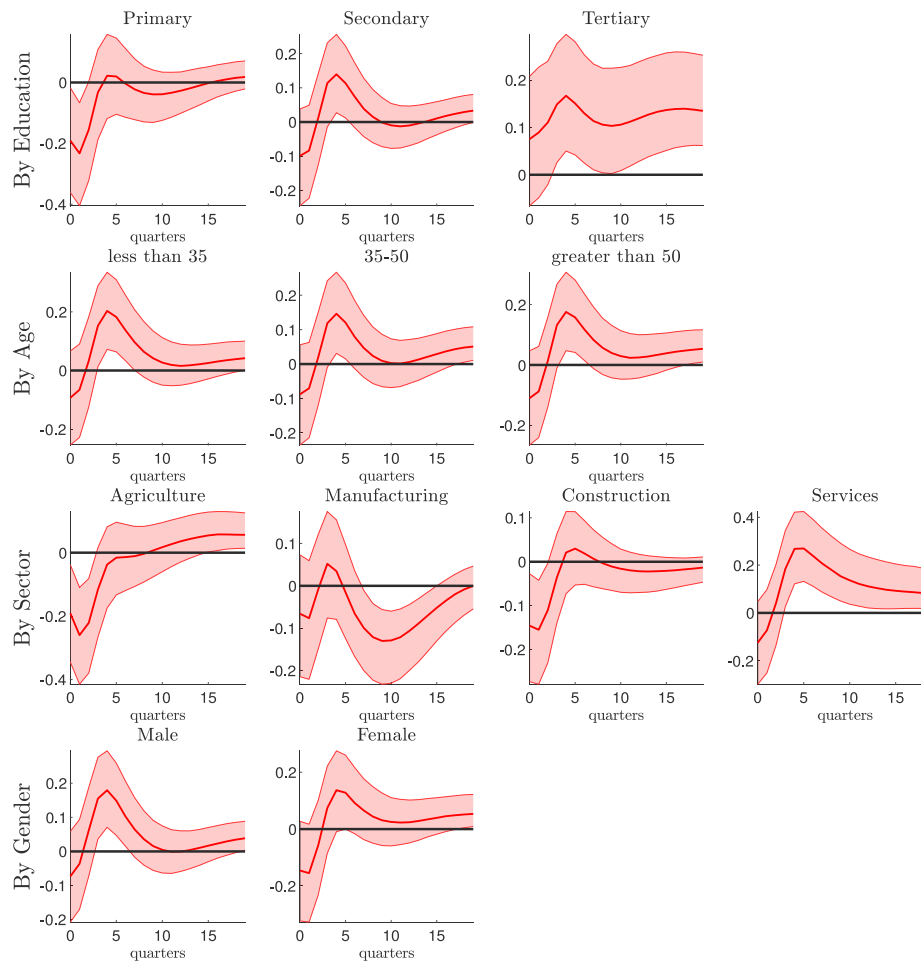 Primary Secondary Tertiary
By Education
0 -0.2 -0.4
0.2 0.1 0 -0.1 -0.2
0.2 0.1 0
0 5 10 15 0 5 10 15 0 5 10 15
quarters quarters quarters
less than 35 35-50 greater than 50
By Age
0.2 0 -0.2
0.2 0.1 0 -0.1 -0.2
0.2 0 -0.2
0 5 10 15 0 5 10 15 0 5 10 15
quarters quarters quarters
Agriculture Manufacturing Construction Services
By Sector
0 -0.2 -0.4
0.1 0 -0.1 -0.2
0.1 0 -0.1 -0.2
0.4 0.2 0 -0.2
0 5 10 15 0 5 10 15 0 5 10 15 0 5 10 15
quarters quarters quarters quarters
Male Female
By Gender
0.2 0.1 0 -0.1 -0.2
0.2 0 -0.2
0 5 10 15 0 5 10 15
quarters quarters